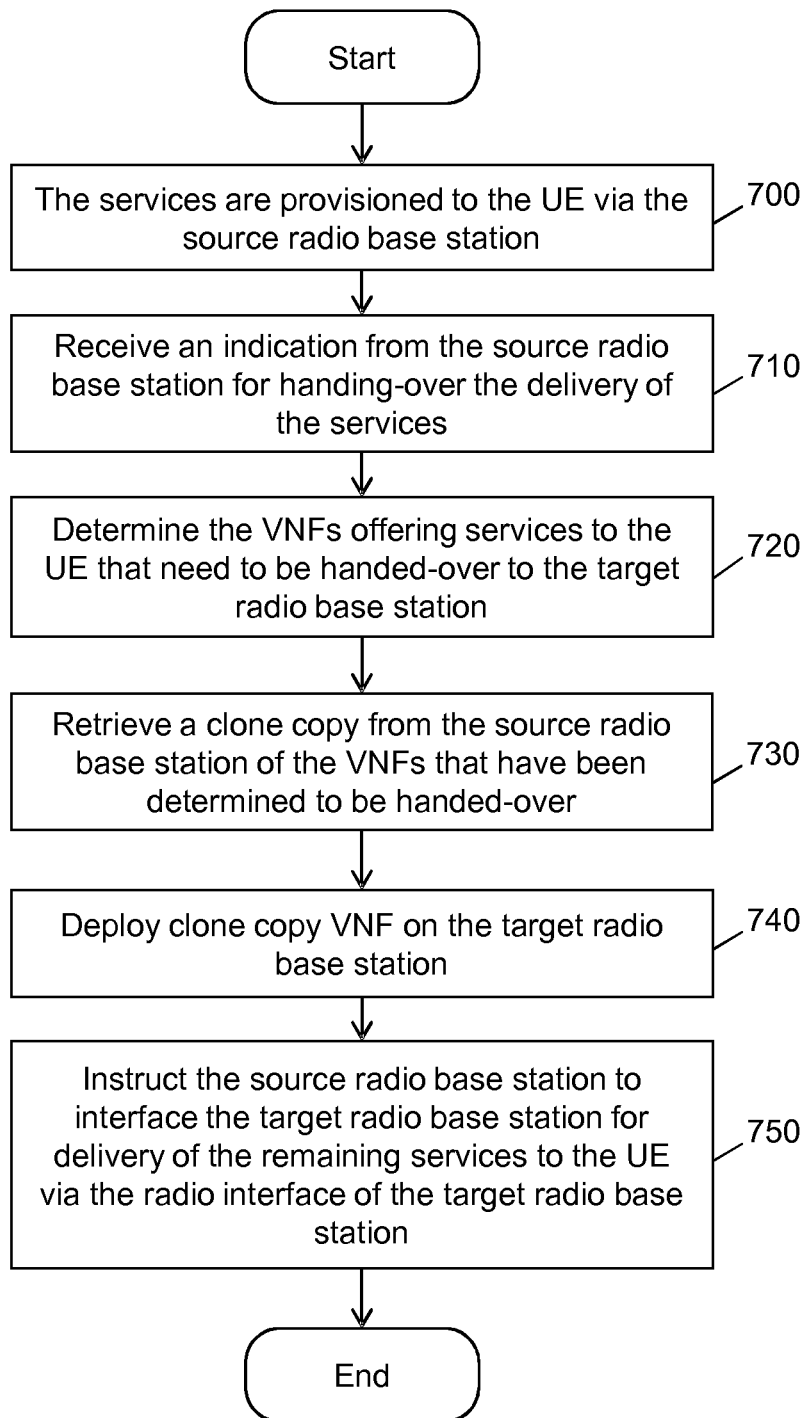 Start
The services are provisioned to the UE via the
source radio base station
700
Receive an indication from the source radio
base station for handing-over the delivery of
the services
710
Determine the VNFs offering services to the
UE that need to be handed-over to the target
radio base station
720
Retrieve a clone copy from the source radio
base station of the VNFs that have been
determined to be handed-over
730
Deploy clone copy VNF on the target radio
base station
740
Instruct the source radio base station to
interface the target radio base station for
delivery of the remaining services to the UE
via the radio interface of the target radio base
station
750
End